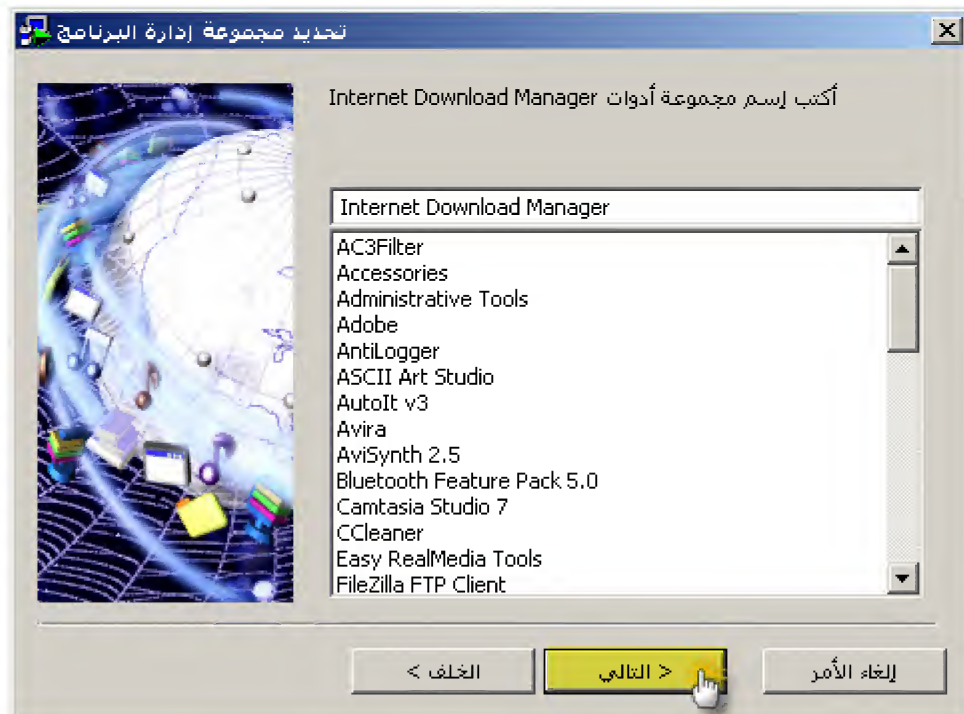 تحديد مجموعة إدارة البرنامج
أكتب إسم مجموعة أدوات Internet Download Manager
Internet Download Manager
AC3Filter
Accessories
Administrative Tools
Adobe
AntiLogger
ASCII Art Studio
AutoIt v3
Avira
AviSynth 2.5
Bluetooth Feature Pack 5.0
Camtasia Studio 7
CCleaner
Easy RealMedia Tools
FileZilla FTP Client
الخلف >
< التالي
إلغاء الأمر